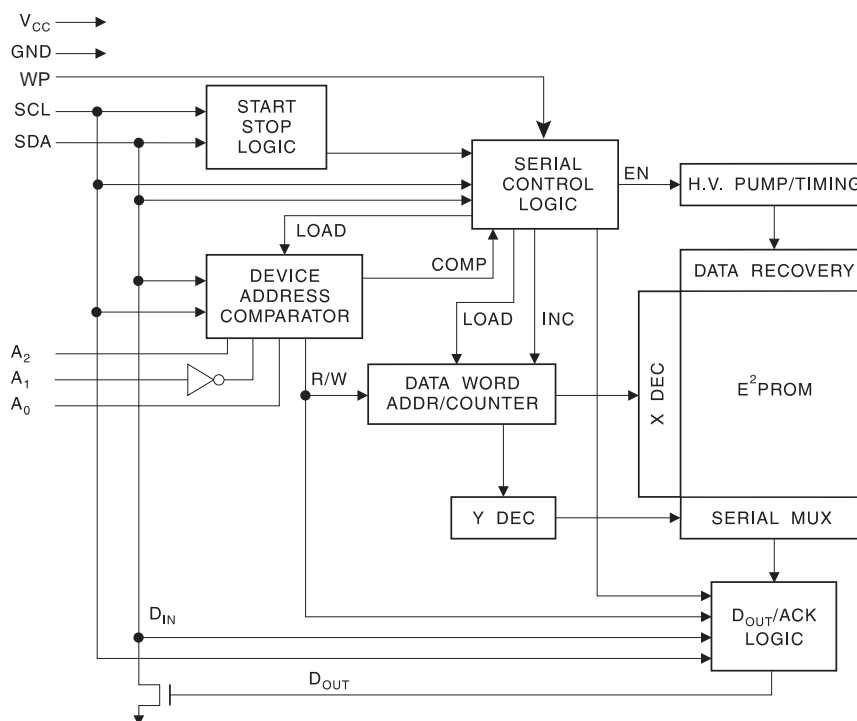 VCC
GND
WP
SCL
SDA
START
STOP
LOGIC
SERIAL
CONTROL
LOGIC
EN
H.V. PUMP/TIMING
LOAD
COMP
DEVICE
ADDRESS
COMPARATOR
DATA RECOVERY
LOAD
INC
A2
A1
A0
R/W
DATA WORD
ADDR/COUNTER
X DEC
E²PROM
Y DEC
SERIAL MUX
DIN
DOUT/ACK
LOGIC
DOUT